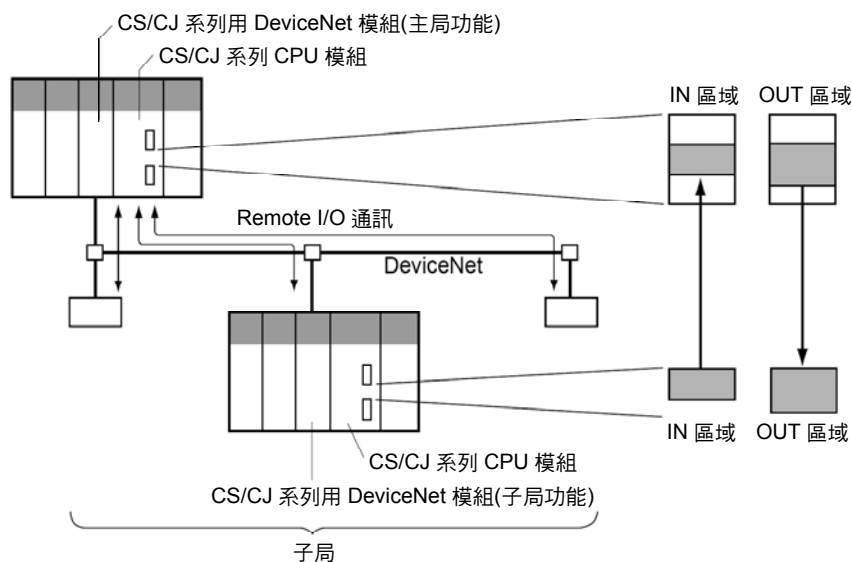 CS/CJ 系列用 DeviceNet 模組(主局功能)
CS/CJ 系列 CPU 模組
IN 區域
OUT 區域
Remote I/O 通訊
DeviceNet
IN 區域
OUT 區域
CS/CJ 系列 CPU 模組
CS/CJ 系列用 DeviceNet 模組(子局功能)
子局